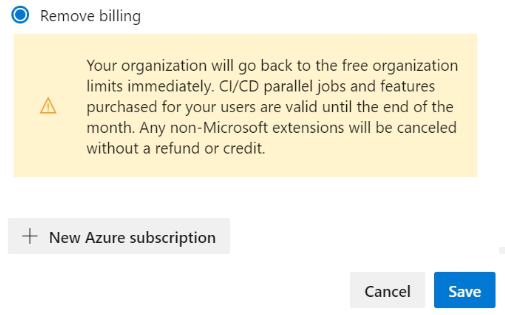 Remove billing
Your organization will go back to the free organization
limits immediately. CI/CD parallel jobs and features
purchased for your users are valid until the end of the
month. Any non-Microsoft extensions will be canceled
without a refund or credit.
+ New Azure subscription
Cancel Save